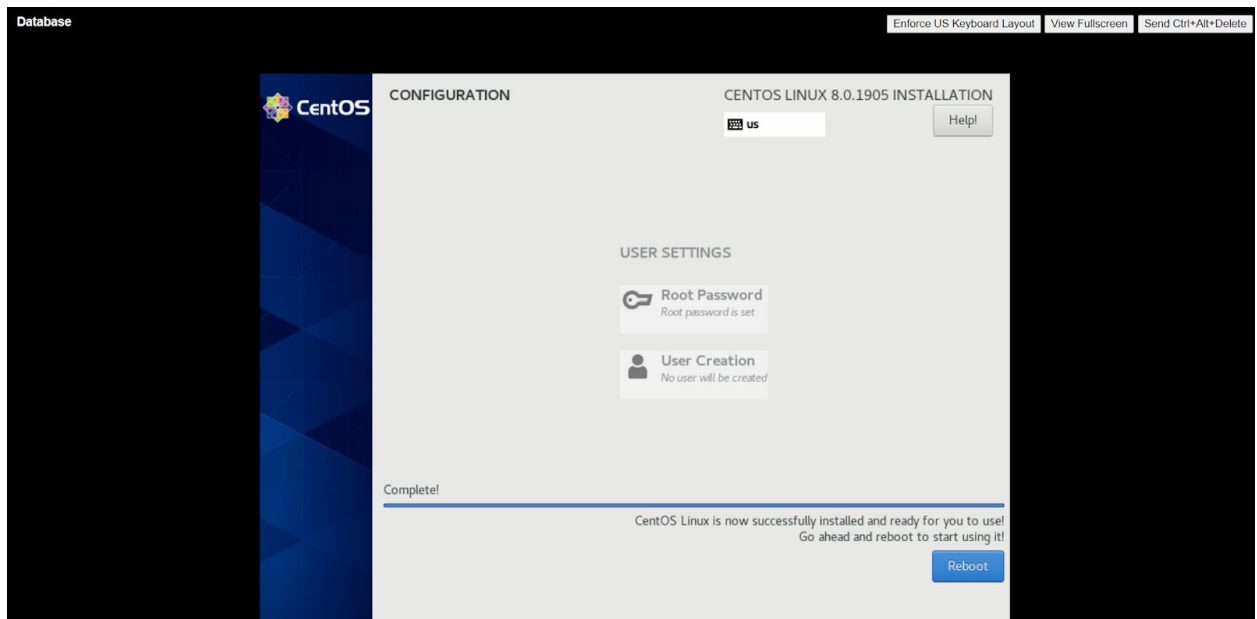 Database
Enforce US Keyboard Layout
View Fullscreen
Send Ctrl+Alt+Delete
CentOS
CONFIGURATION
CENTOS LINUX 8.0.1905 INSTALLATION
us
Help!
USER SETTINGS
Root Password
Root password is set
User Creation
No user will be created
Complete!
CentOS Linux is now successfully installed and ready for you to use!
Go ahead and reboot to start using it!
Reboot